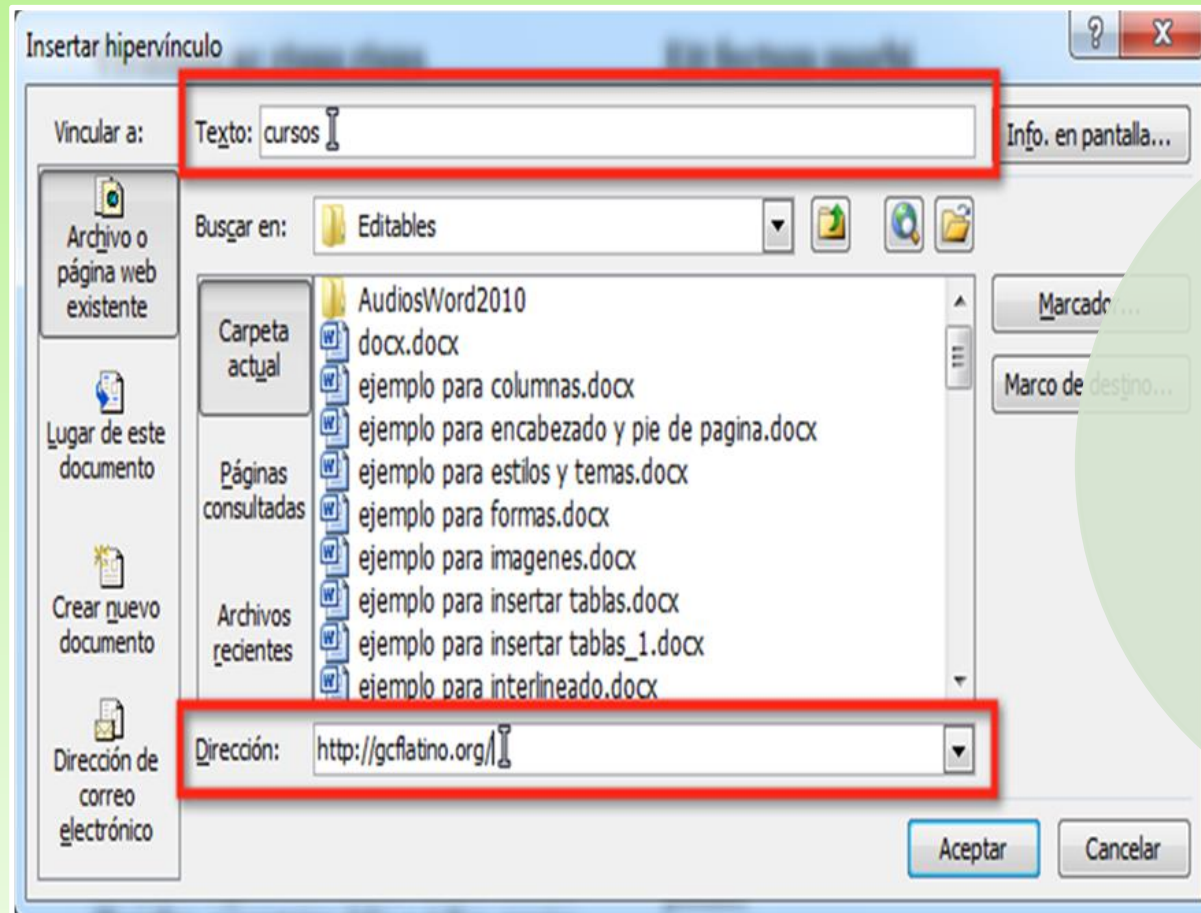 Insertar hipervínculo
Vincular a:
Texto: cursos
Info. en pantalla...
Archivo o
página web
existente
Lugar de este
documento
Crear nuevo
documento
Dirección de
correo
electrónico
Buscar en: Editables
Carpeta
actual
Páginas
consultadas
Archivos
recientes
AudiosWord2010
docx.docx
ejemplo para columnas.docx
ejemplo para encabezado y pie de pagina.docx
ejemplo para estilos y temas.docx
ejemplo para formas.docx
ejemplo para imagenes.docx
ejemplo para insertar tablas.docx
ejemplo para insertar tablas_1.docx
ejemplo para interlineado.docx
Marcador...
Marco de destino...
Dirección: http://gcflatino.org/
Aceptar
Cancelar